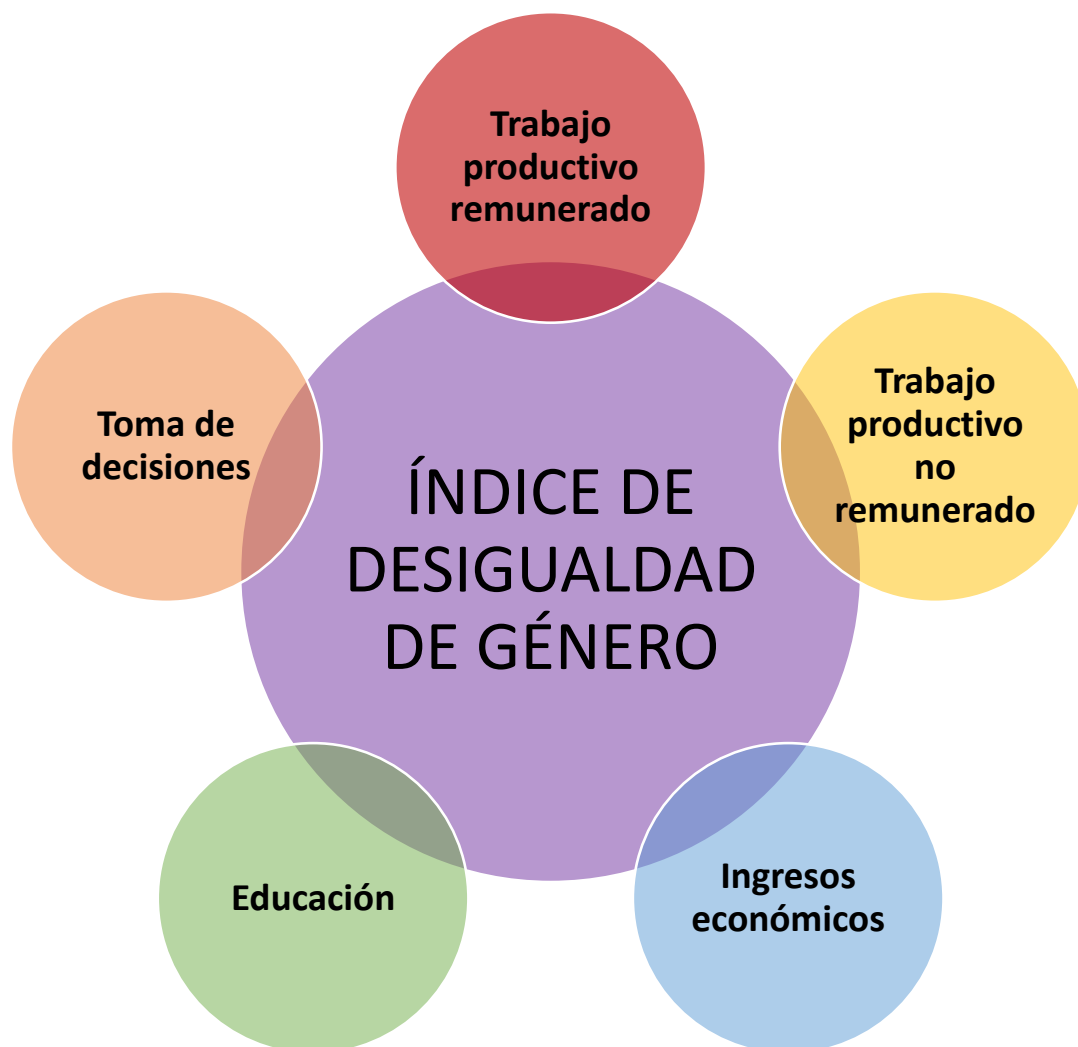 Trabajo
productivo
remunerado
Trabajo
productivo
no
remunerado
Toma de
decisiones
ÍNDICE DE
DESIGUALDAD
DE GÉNERO
Ingresos
económicos
Educación